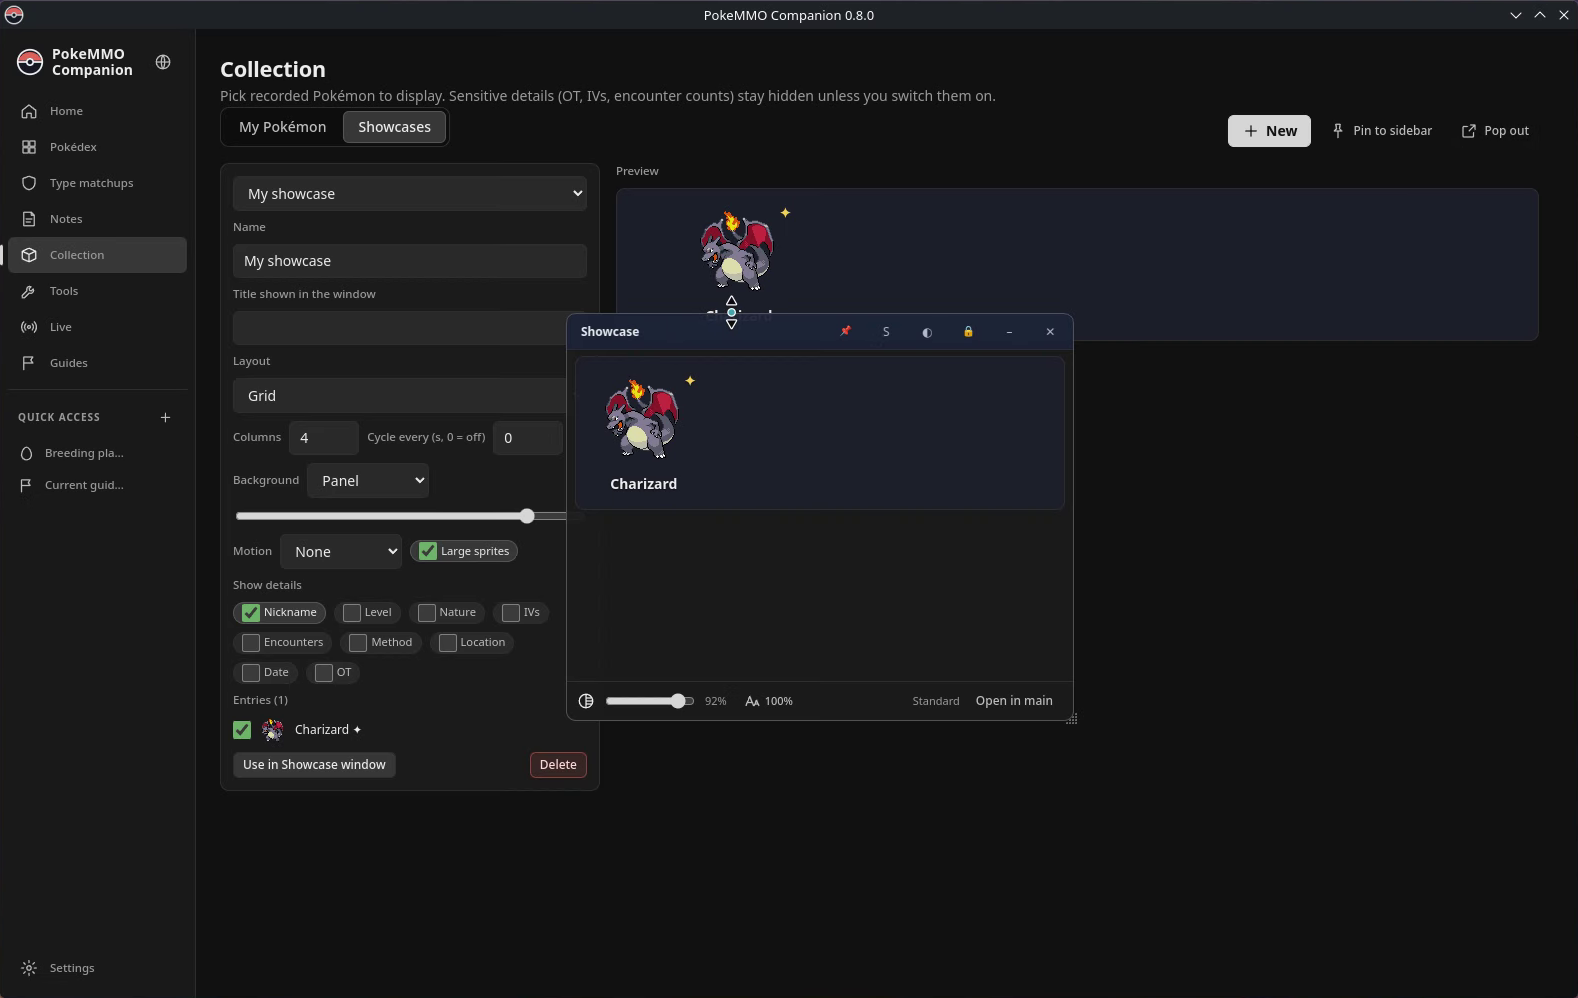 PokeMMO Companion 0.8.0
PokeMMO
Companion
Home
Pokédex
Type matchups
Notes
Collection
Tools
Live
Guides
QUICK ACCESS
Breeding pla...
Current guid...
Settings
Collection
Pick recorded Pokémon to display. Sensitive details (OT, IVs, encounter counts) stay hidden unless you switch them on.
My Pokémon
Showcases
New
Pin to sidebar
Pop out
My showcase
Name
My showcase
Title shown in the window
Layout
Grid
Columns
4
Cycle every (s, 0 = off)
0
Background
Panel
Motion
None
Large sprites
Show details
Nickname
Level
Nature
IVs
Encounters
Method
Location
Date
OT
Entries (1)
Charizard ✦
Use in Showcase window
Delete
Preview
Showcase
S
Charizard
92%
AA 100%
Standard
Open in main